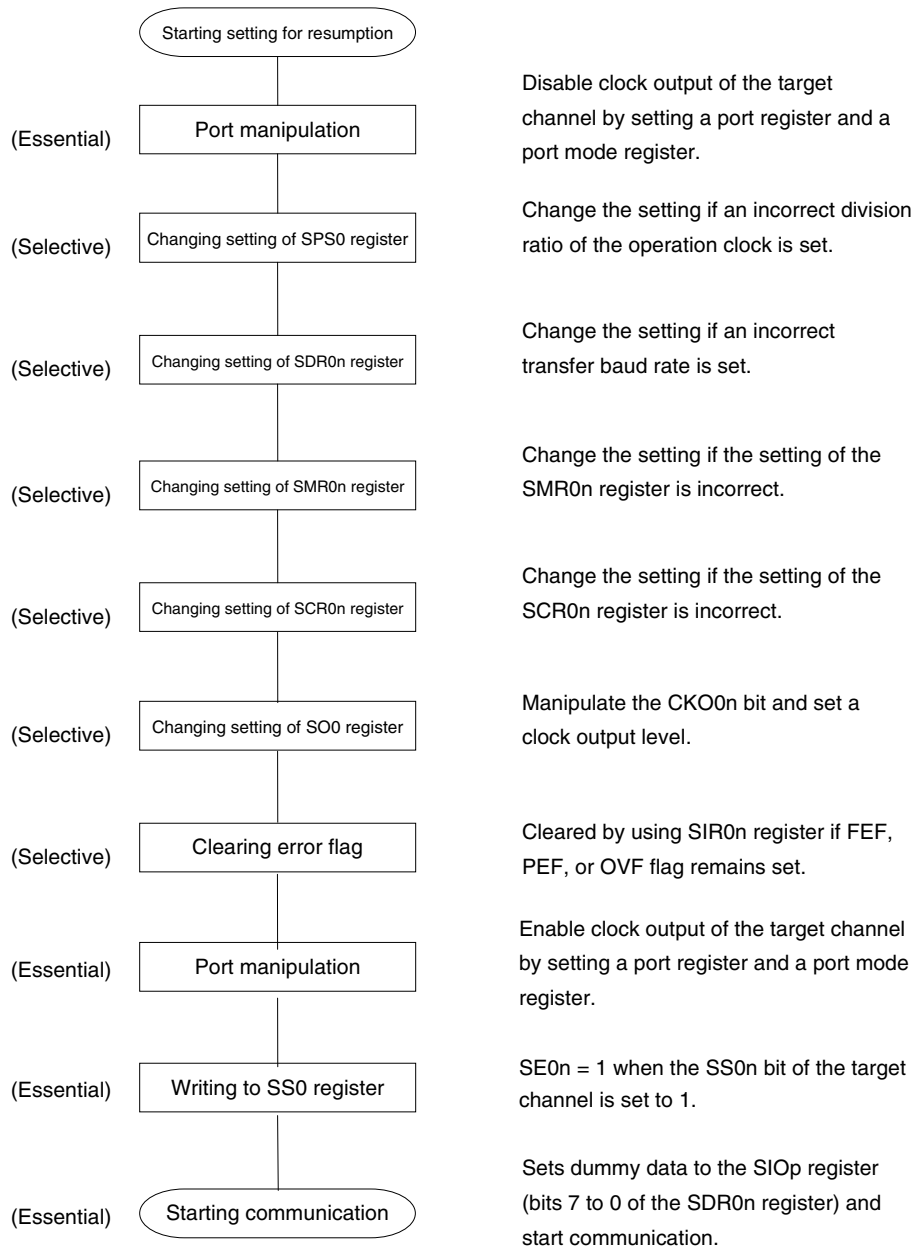 Starting setting for resumption
(Essential)
Port manipulation
Disable clock output of the target
channel by setting a port register and a
port mode register.
(Selective)
Changing setting of SPS0 register
Change the setting if an incorrect division
ratio of the operation clock is set.
(Selective)
Changing setting of SDR0n register
Change the setting if an incorrect
transfer baud rate is set.
(Selective)
Changing setting of SMR0n register
Change the setting if the setting of the
SMR0n register is incorrect.
(Selective)
Changing setting of SCR0n register
Change the setting if the setting of the
SCR0n register is incorrect.
(Selective)
Changing setting of SO0 register
Manipulate the CKO0n bit and set a
clock output level.
(Selective)
Clearing error flag
Cleared by using SIR0n register if FEF,
PEF, or OVF flag remains set.
(Essential)
Port manipulation
Enable clock output of the target channel
by setting a port register and a port mode
register.
(Essential)
Writing to SS0 register
SE0n = 1 when the SS0n bit of the target
channel is set to 1.
(Essential)
Starting communication
Sets dummy data to the SIOp register
(bits 7 to 0 of the SDR0n register) and
start communication.